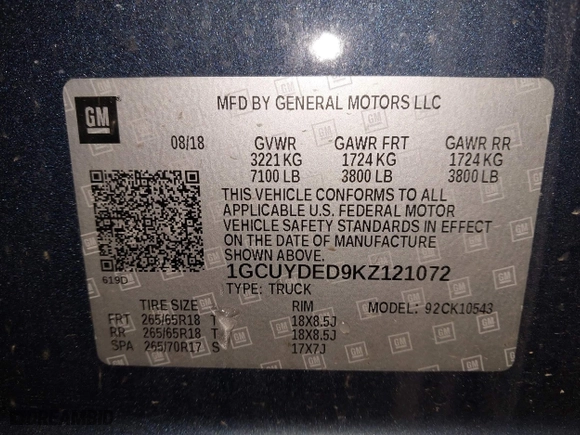 GM
MFD BY GENERAL MOTORS LLC
08/18 GVWR GAWR FRT GAWR RR
3221 KG 1724 KG 1724 KG
7100 LB 3800 LB 3800 LB
THIS VEHICLE CONFORMS TO ALL
APPLICABLE U.S. FEDERAL MOTOR
VEHICLE SAFETY STANDARDS IN EFFECT
ON THE DATE OF MANUFACTURE
SHOWN ABOVE.
619D
1GCUYDED9KZ121072
TYPE: TRUCK
TIRE SIZE RIM MODEL: 92CK10543
FRT 265/65R18 T 18X8.5J
RR 265/65R18 T 18X8.5J
SPA 265/70R17 S 17X7J